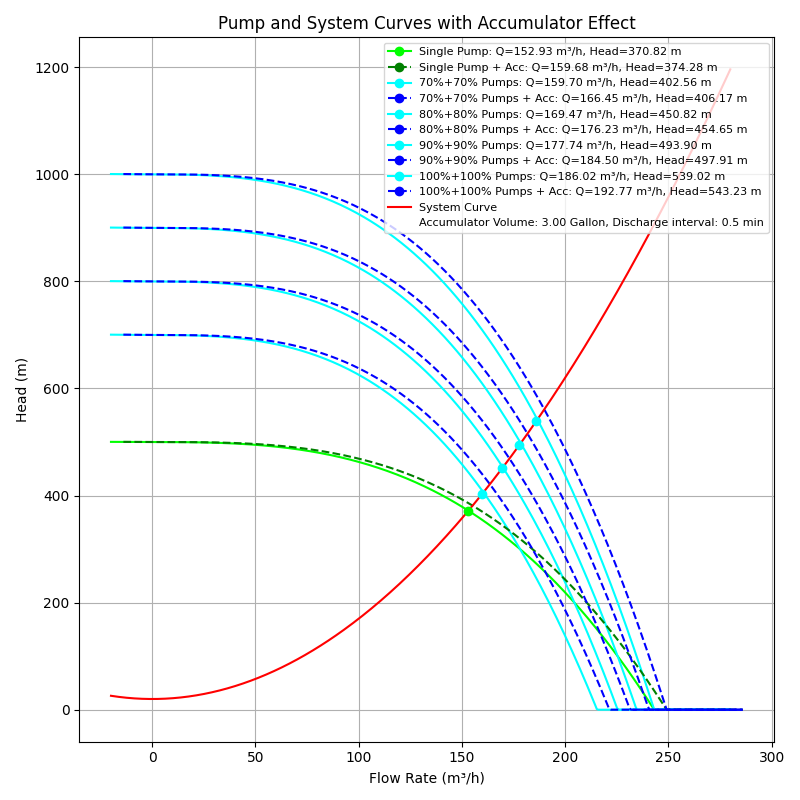 Pump and System Curves with Accumulator Effect
Single Pump: Q=152.93 m³/h, Head=370.82 m
Single Pump + Acc: Q=159.68 m³/h, Head=374.28 m
70%+70% Pumps: Q=159.70 m³/h, Head=402.56 m
70%+70% Pumps + Acc: Q=166.45 m³/h, Head=406.17 m
80%+80% Pumps: Q=169.47 m³/h, Head=450.82 m
80%+80% Pumps + Acc: Q=176.23 m³/h, Head=454.65 m
90%+90% Pumps: Q=177.74 m³/h, Head=493.90 m
90%+90% Pumps + Acc: Q=184.50 m³/h, Head=497.91 m
100%+100% Pumps: Q=186.02 m³/h, Head=539.02 m
100%+100% Pumps + Acc: Q=192.77 m³/h, Head=543.23 m
System Curve
Accumulator Volume: 3.00 Gallon, Discharge interval: 0.5 min
1200
1000
800
600
400
200
0
Head (m)
0 50 100 150 200 250 300
Flow Rate (m³/h)